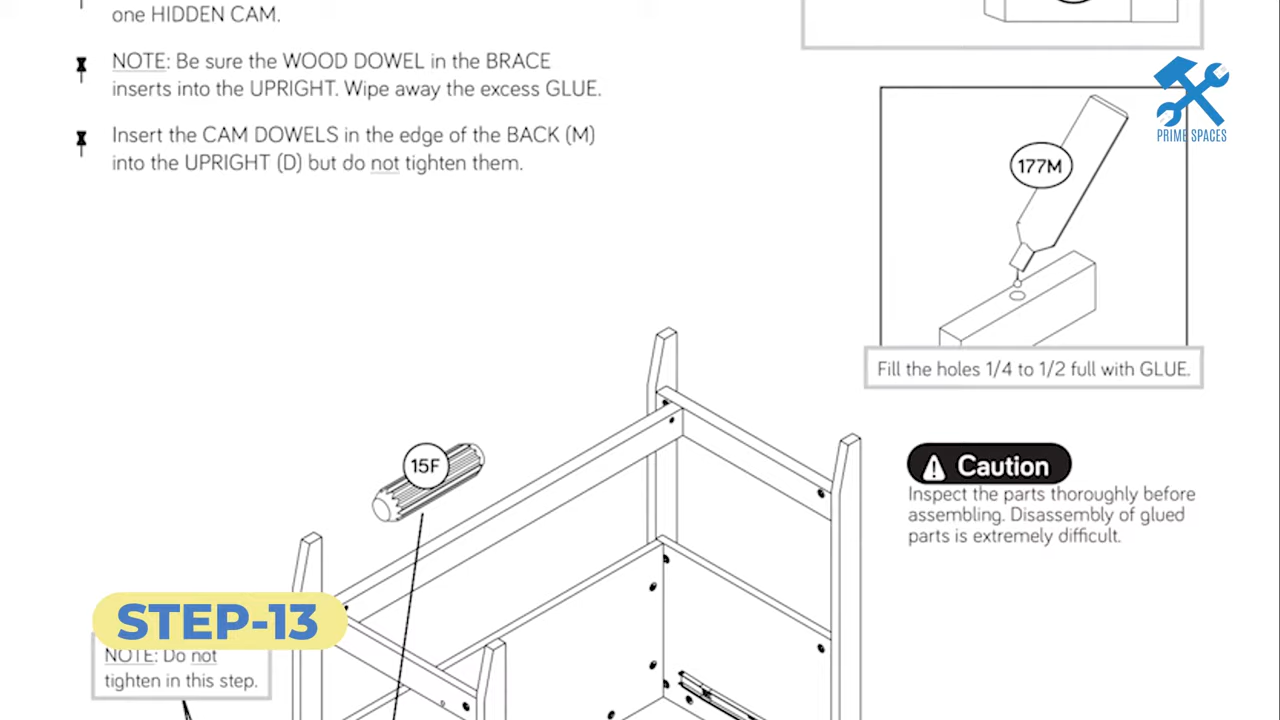 one HIDDEN CAM.
NOTE: Be sure the WOOD DOWEL in the BRACE
inserts into the UPRIGHT. Wipe away the excess GLUE.
Insert the CAM DOWELS in the edge of the BACK (M)
into the UPRIGHT (D) but do not tighten them.
PRIME SPACES
177M
Fill the holes 1/4 to 1/2 full with GLUE.
Caution
Inspect the parts thoroughly before
assembling. Disassembly of glued
parts is extremely difficult.
15F
STEP-13
NOTE: Do not
tighten in this step.